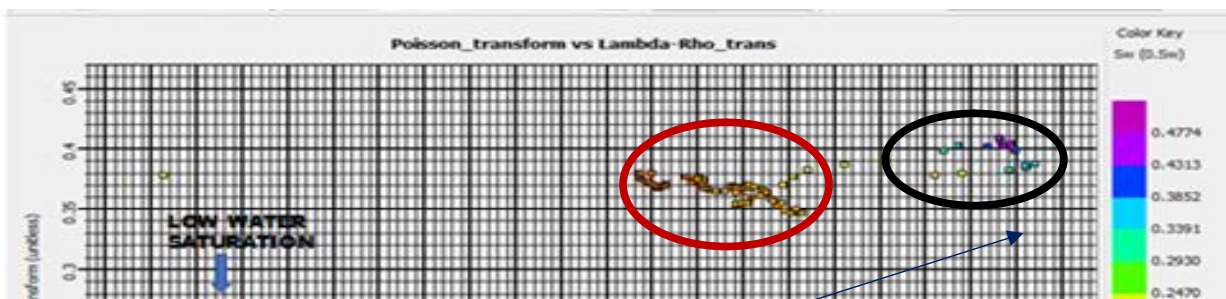 Poisson_transform vs Lambda-Rho_trans
Color Key
Sw (0.5w)
0.45
0.4
0.35
0.3
LOW WATER
SATURATION
0.4774
0.4313
0.3852
0.3391
0.2930
0.2470
(unitless)